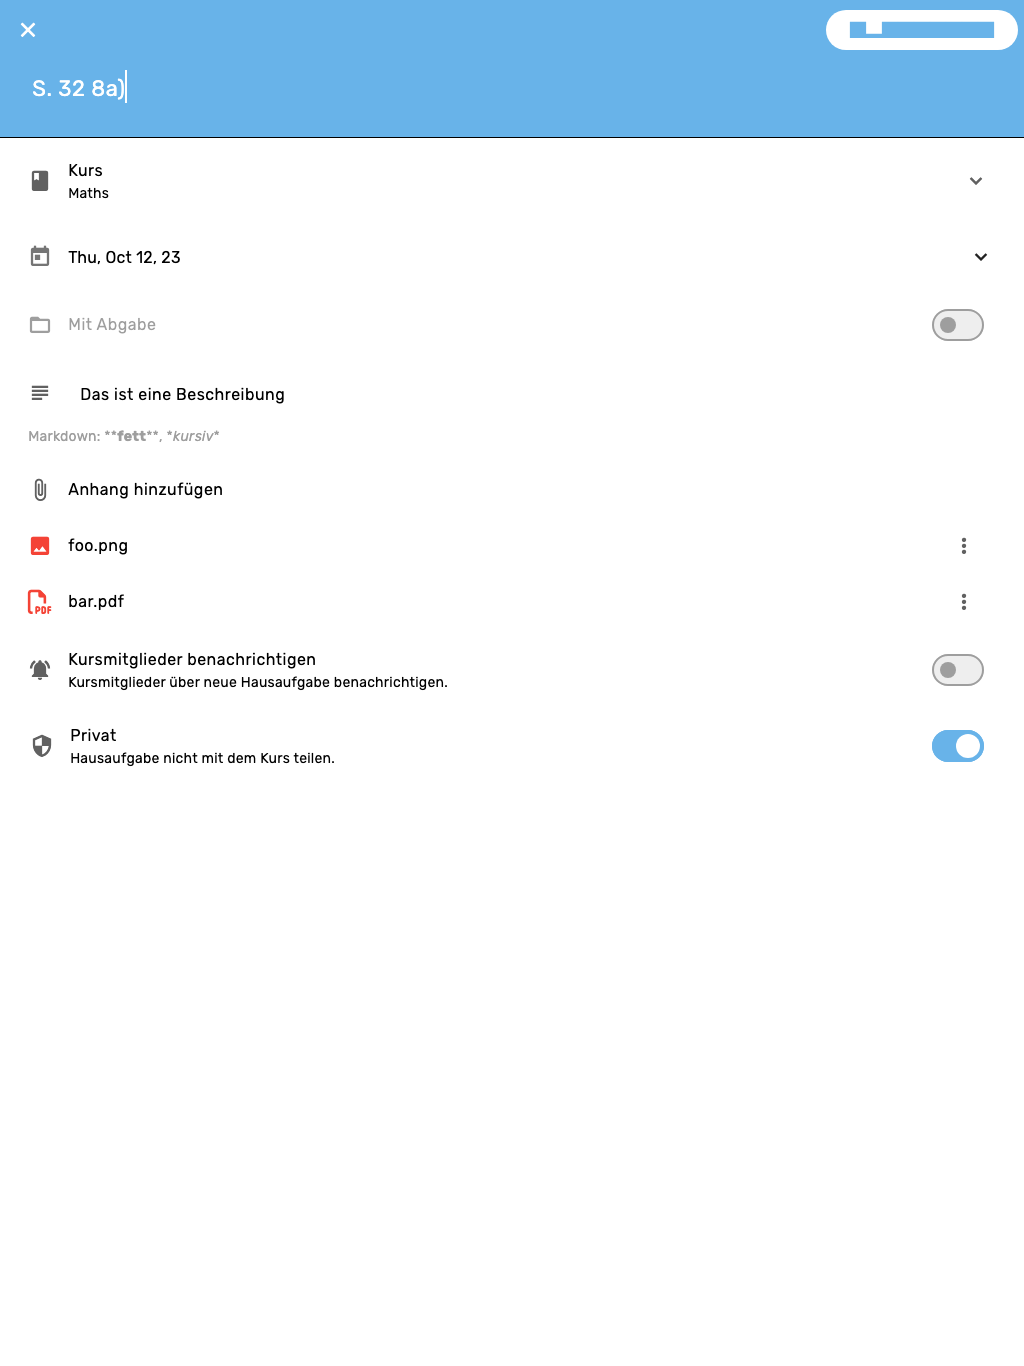 S. 32 8a)
Kurs
Maths
Thu, Oct 12, 23
Mit Abgabe
Das ist eine Beschreibung
Markdown: **fett**, *kursiv*
Anhang hinzufügen
foo.png
PDF
bar.pdf
Kursmitglieder benachrichtigen
Kursmitglieder über neue Hausaufgabe benachrichtigen.
Privat
Hausaufgabe nicht mit dem Kurs teilen.